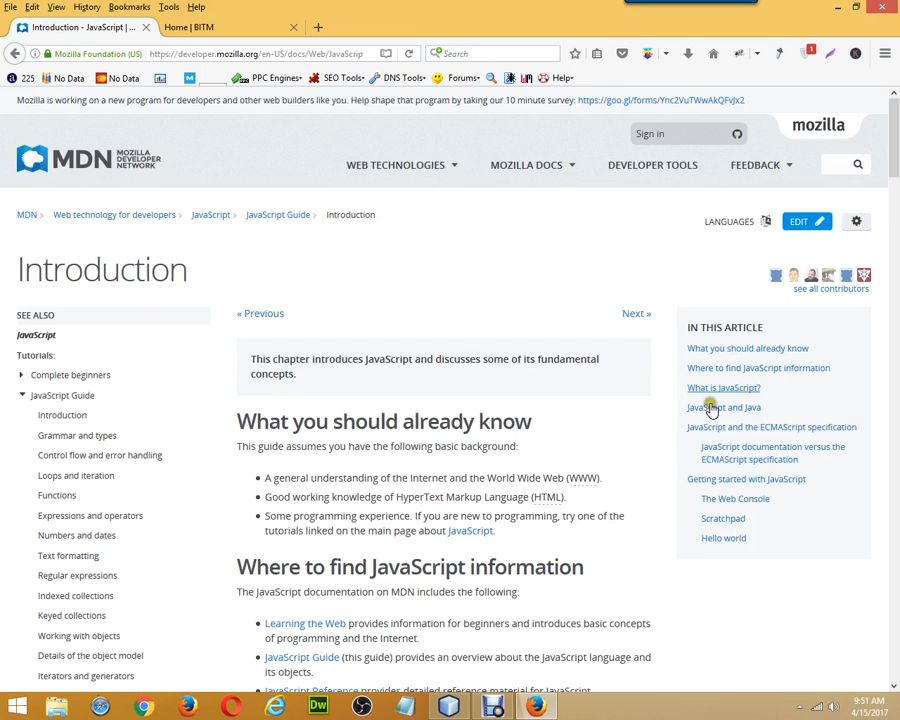 File Edit View History Bookmarks Tools Help
Introduction - JavaScript | ... × Home | BITM × +
Mozilla Foundation (US) https://developer.mozilla.org/en-US/docs/Web/JavaScrip Search
225 No Data No Data PPC Engines SEO Tools DNS Tools Forums Help
Mozilla is working on a new program for developers and other web builders like you. Help shape that program by taking our 10 minute survey: https://goo.gl/forms/Ync2VuTWwAkQFvJx2
mozilla
Sign in
MDN MOZILLA DEVELOPER NETWORK
WEB TECHNOLOGIES MOZILLA DOCS DEVELOPER TOOLS FEEDBACK
MDN > Web technology for developers > JavaScript > JavaScript Guide > Introduction
LANGUAGES EDIT
Introduction
see all contributors
SEE ALSO
JavaScript
Tutorials:
Complete beginners
JavaScript Guide
Introduction
Grammar and types
Control flow and error handling
Loops and iteration
Functions
Expressions and operators
Numbers and dates
Text formatting
Regular expressions
Indexed collections
Keyed collections
Working with objects
Details of the object model
Iterators and generators
« Previous Next »
This chapter introduces JavaScript and discusses some of its fundamental
concepts.
What you should already know
This guide assumes you have the following basic background:
• A general understanding of the Internet and the World Wide Web (WWW).
• Good working knowledge of HyperText Markup Language (HTML).
• Some programming experience. If you are new to programming, try one of the
tutorials linked on the main page about JavaScript.
Where to find JavaScript information
The JavaScript documentation on MDN includes the following:
• Learning the Web provides information for beginners and introduces basic concepts
of programming and the Internet.
• JavaScript Guide (this guide) provides an overview about the JavaScript language and
its objects.
• JavaScript Reference provides detailed reference material for JavaScript.
IN THIS ARTICLE
What you should already know
Where to find JavaScript information
What is JavaScript?
JavaScript and Java
JavaScript and the ECMAScript specification
JavaScript documentation versus the
ECMAScript specification
Getting started with JavaScript
The Web Console
Scratchpad
Hello world
9:51 AM
4/15/2017